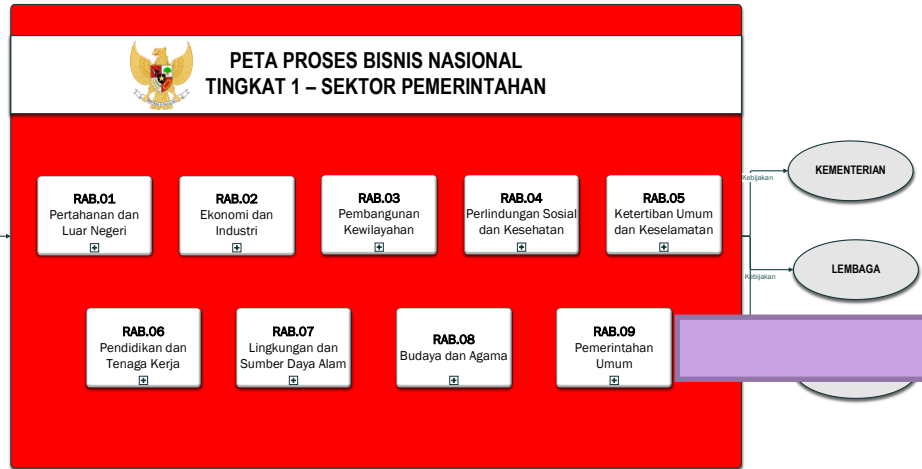 PETA PROSES BISNIS NASIONAL
TINGKAT 1 – SEKTOR PEMERINTAHAN
RAB.01
Pertahanan dan
Luar Negeri
RAB.02
Ekonomi dan
Industri
RAB.03
Pembangunan
Kewilayahan
RAB.04
Perlindungan Sosial
dan Kesehatan
RAB.05
Ketertiban Umum
dan Keselamatan
Kebijakan
KEMENTERIAN
Kebijakan
LEMBAGA
RAB.06
Pendidikan dan
Tenaga Kerja
RAB.07
Lingkungan dan
Sumber Daya Alam
RAB.08
Budaya dan Agama
RAB.09
Pemerintahan
Umum